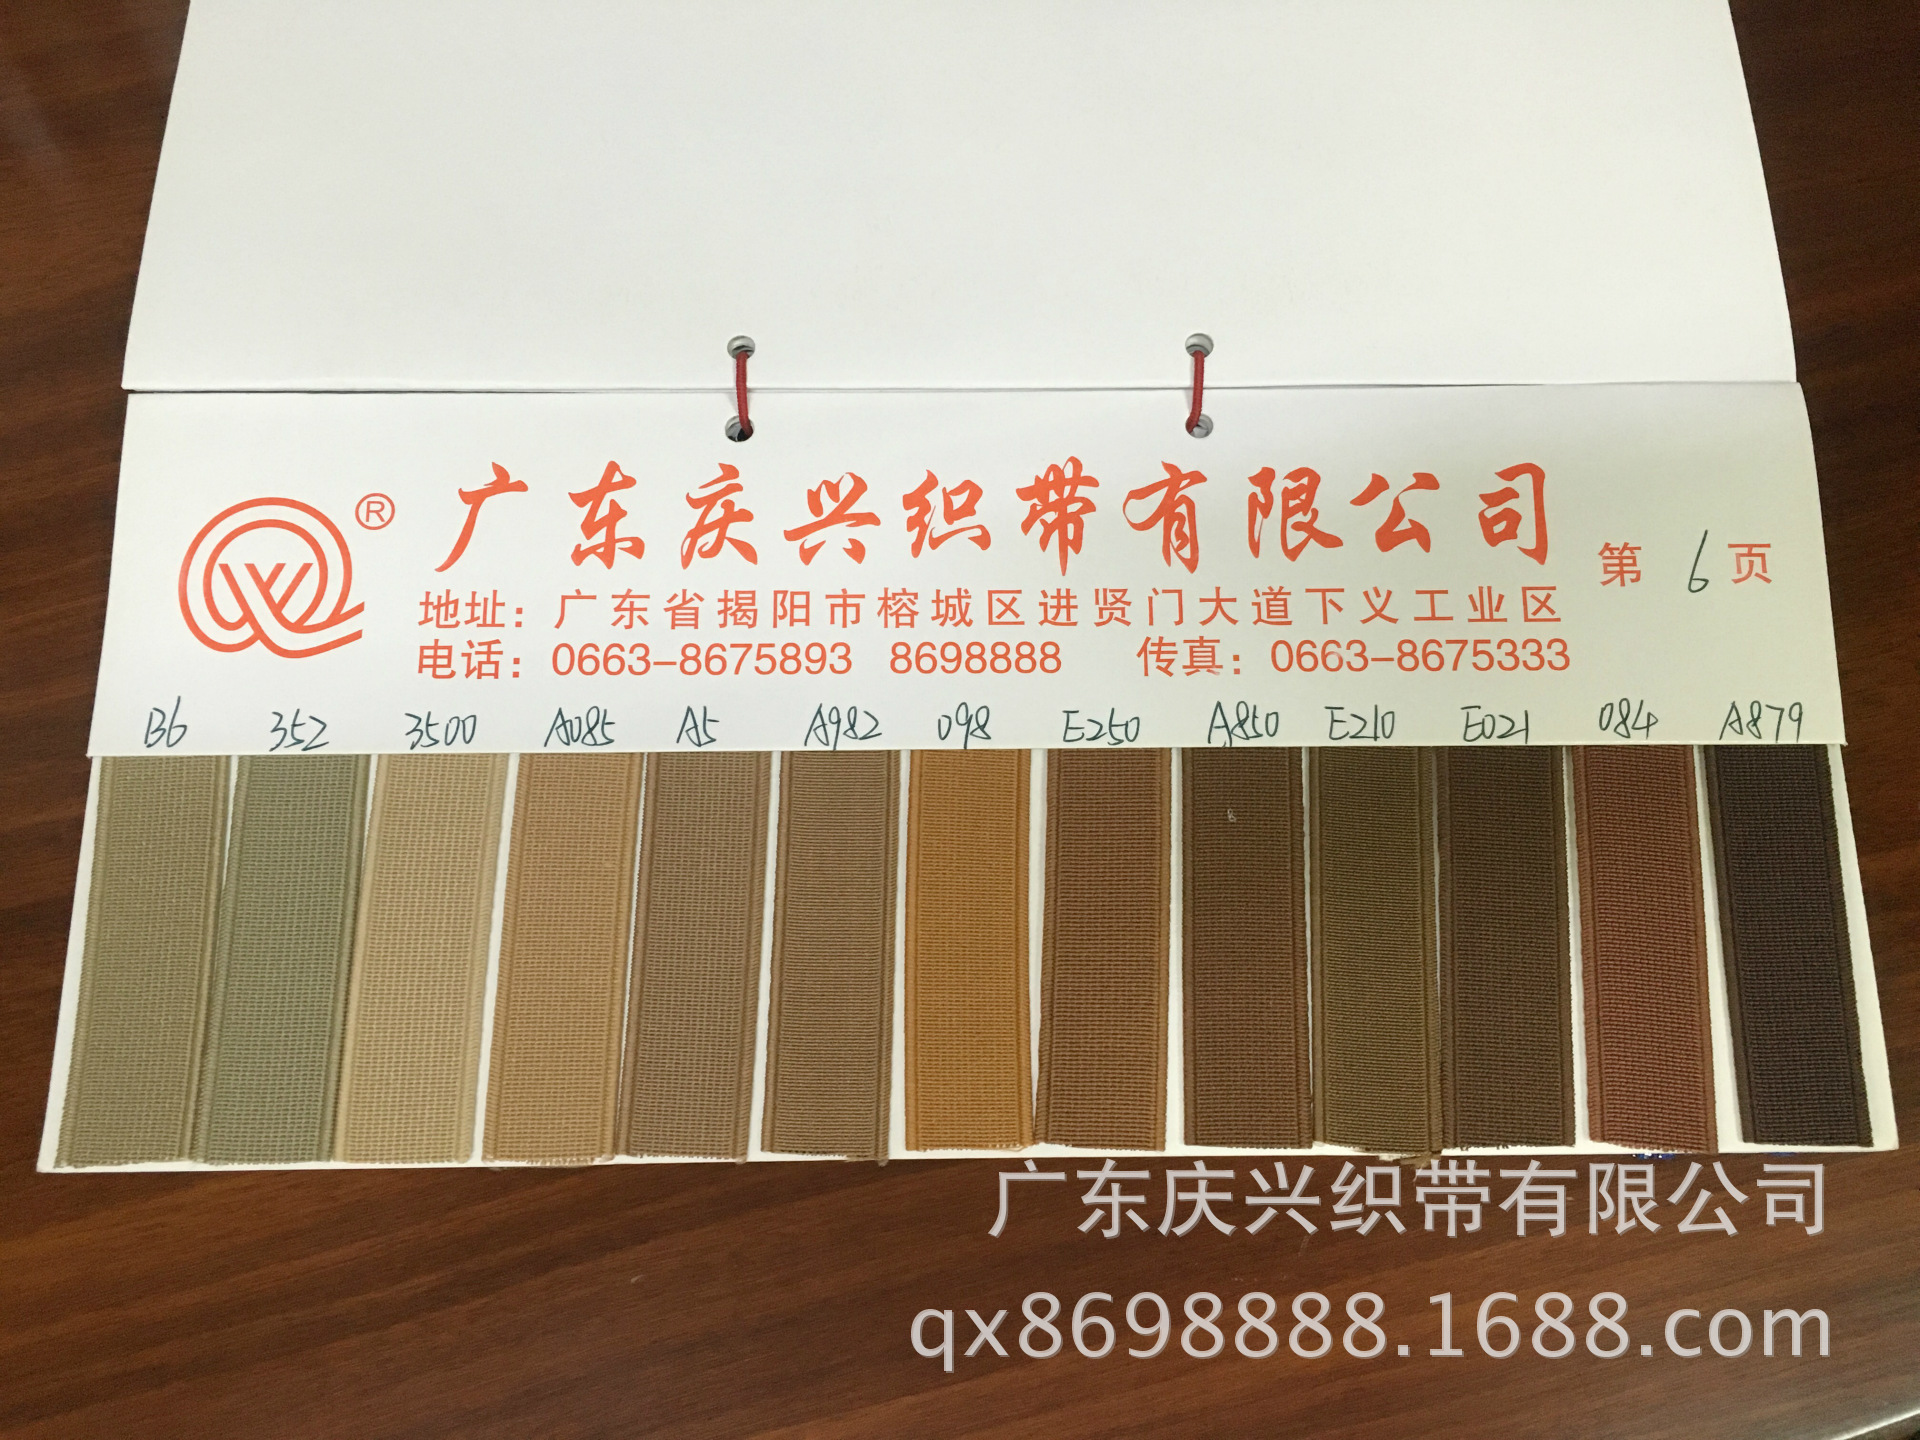 ® 广东庆兴织带有限公司 第 6 页
地址：广东省揭阳市榕城区进贤门大道下义工业区
电话：0663-8675893 8698888 传真：0663-8675333
B6 352 3500 A085 A5 A982 098 E250 A850 E210 E021 084 A879
广东庆兴织带有限公司
qx8698888.1688.com